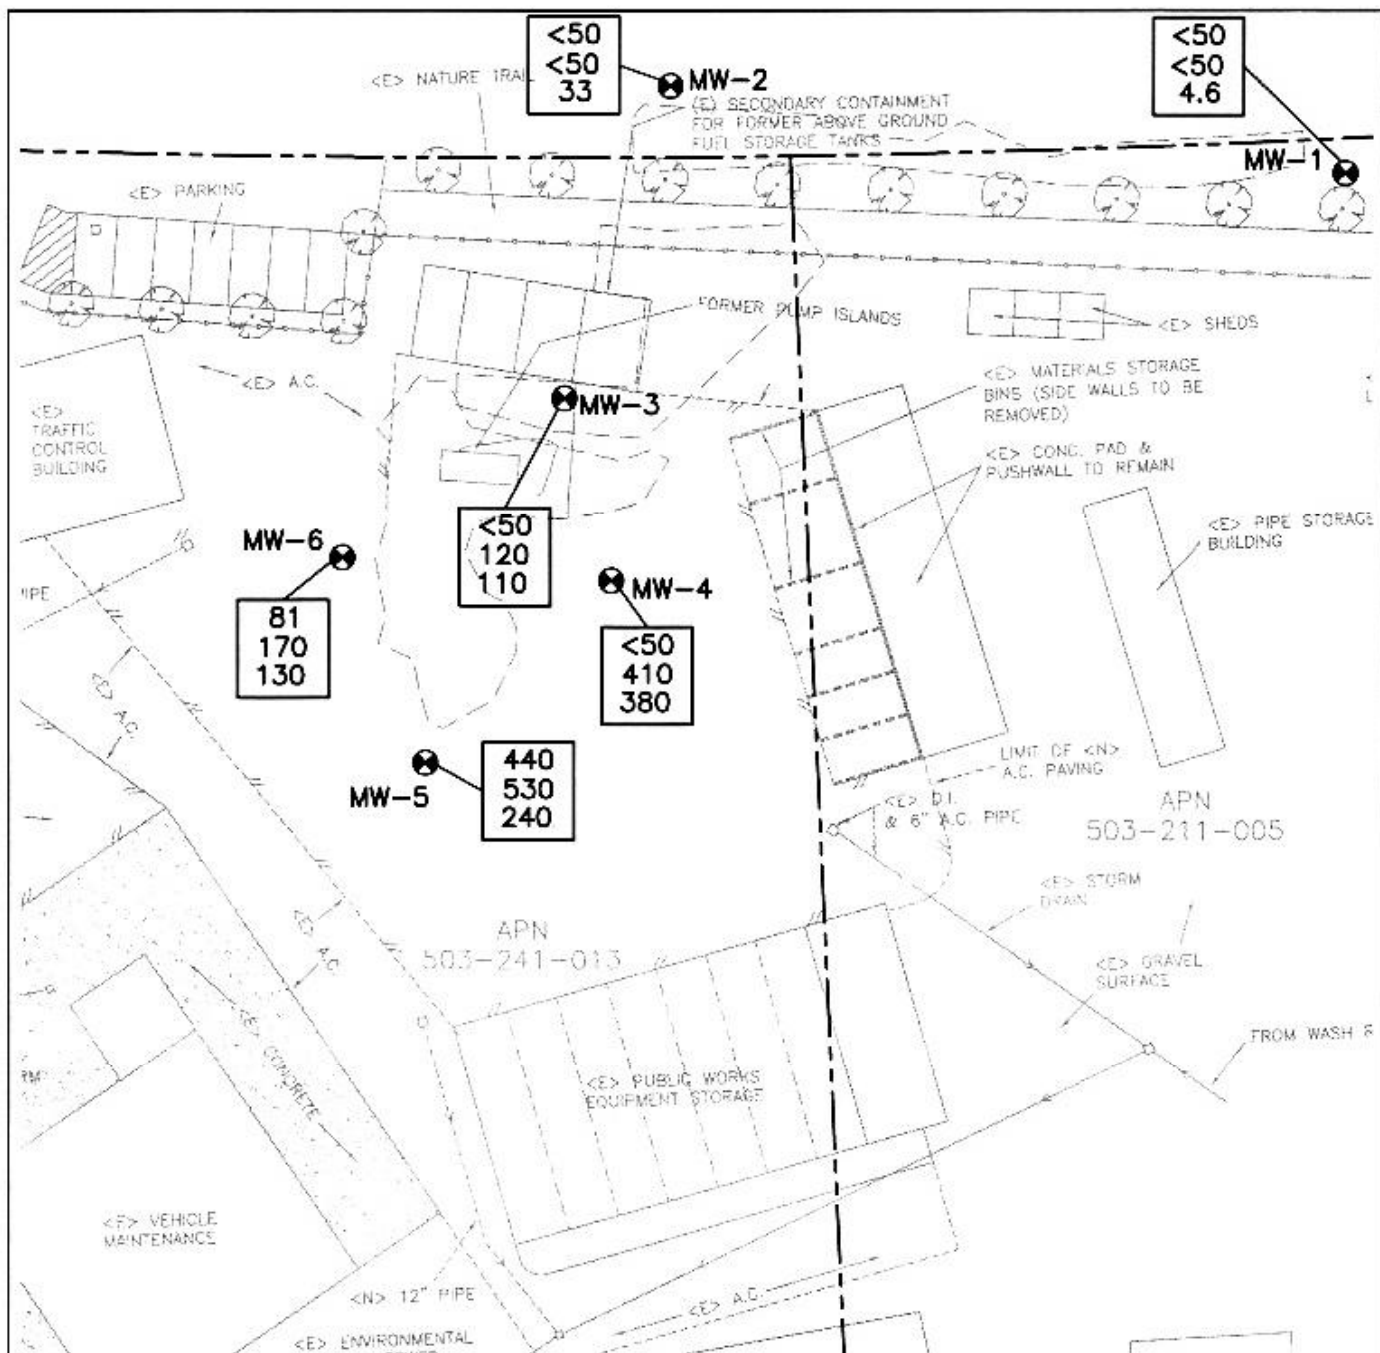 <50
<50
33
MW-2
<50
<50
4.6
MW-1
<E> NATURE TRAIL
(E) SECONDARY CONTAINMENT
FOR FORMER ABOVE GROUND
FUEL STORAGE TANKS
<E> PARKING
FORMER PUMP ISLANDS
<E> SHEDS
<E> A.C.
<E> MATERIALS STORAGE
BINS (SIDE WALLS TO BE
REMOVED)
<E>
TRAFFIC
CONTROL
BUILDING
MW-3
<E> CONC. PAD &
PUSHWALL TO REMAIN
<E> PIPE STORAGE
BUILDING
<50
120
110
MW-6
81
170
130
MW-4
<50
410
380
<E> A.C.
MW-5
440
530
240
LIMIT OF <N>
A.C. PAVING
<E> D.I.
& 6" A.C. PIPE
APN
503-211-005
<E> STORM
DRAIN
APN
503-241-013
<E> A.C.
<E> GRAVEL
SURFACE
FROM WASH
<E> CONCRETE
<E> PUBLIC WORKS
EQUIPMENT STORAGE
<E> VEHICLE
MAINTENANCE
<N> 12" PIPE
<E> A.C.
<E> ENVIRONMENTAL